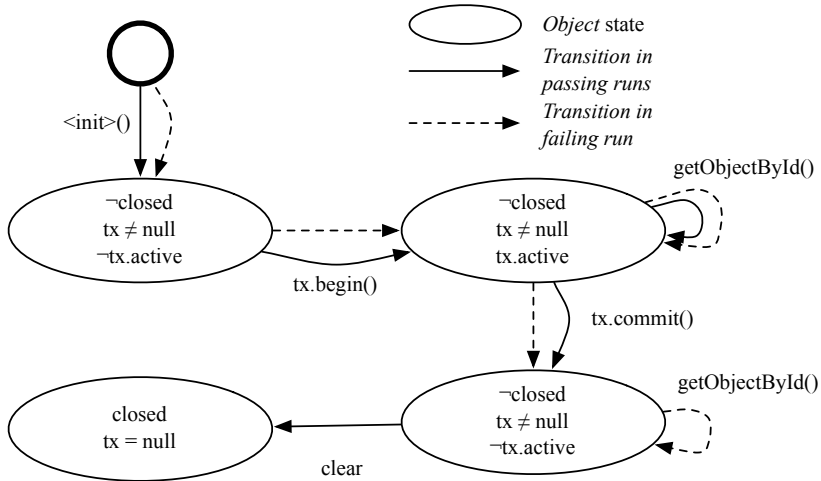 Object state
Transition in
passing runs
Transition in
failing run
<init>()
getObjectById()
¬closed
tx ≠ null
¬tx.active
¬closed
tx ≠ null
tx.active
tx.begin()
tx.commit()
getObjectById()
closed
tx = null
¬closed
tx ≠ null
¬tx.active
clear